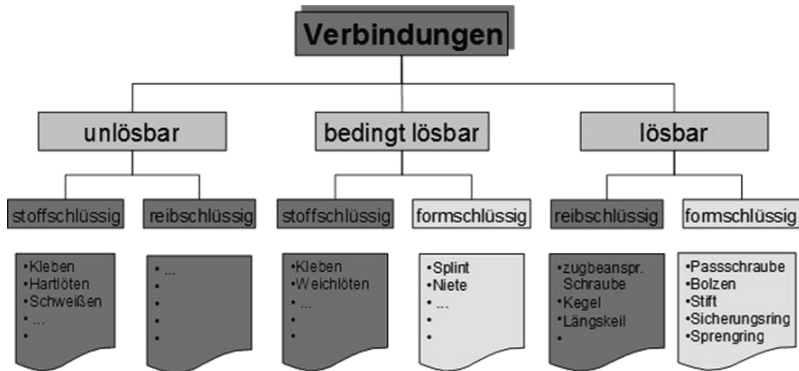 Verbindungen
unlösbar
bedingt lösbar
lösbar
stoffschlüssig
reibschlüssig
stoffschlüssig
formschlüssig
reibschlüssig
formschlüssig
•Kleben
•Hartlöten
•Schweißen
• ...
•
• ...
•
•
•
•
•Kleben
•Weichlöten
• ...
•
•
•Splint
•Niete
• ...
•
•
•zugbeanspr.
Schraube
•Kegel
•Längskeil
•
•Passschraube
•Bolzen
•Stift
•Sicherungsring
•Sprengring